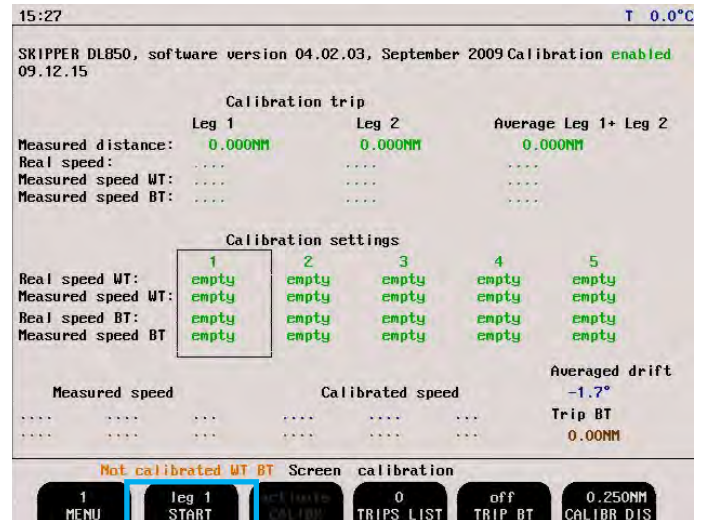 15:27 T 0.0°C
SKIPPER DL850, software version 04.02.03, September 2009 Calibration enabled
09.12.15
Calibration trip
Leg 1 Leg 2 Average Leg 1+ Leg 2
Measured distance: 0.000NM 0.000NM 0.000NM
Real speed: .... .... ....
Measured speed WT: .... .... ....
Measured speed BT: .... .... ....
Calibration settings
1 2 3 4 5
Real speed WT: empty empty empty empty empty
Measured speed WT: empty empty empty empty empty
Real speed BT: empty empty empty empty empty
Measured speed BT empty empty empty empty empty
Averaged drift
Measured speed Calibrated speed -1.7°
.... .... ... .... .... ... Trip BT
.... .... ... .... .... ... 0.00NM
Not calibrated WT BT Screen calibration
1 leg 1 0 off 0.250NM
MENU START CALIBR TRIPS LIST TRIP BT CALIBR DIS